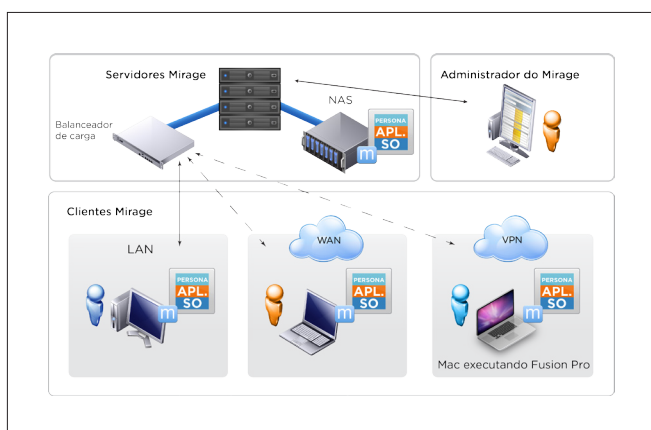 Servidores Mirage
Administrador do Mirage
NAS
Balanceador
de carga
PERSONA
APL.
SO
m
Clientes Mirage
LAN
WAN
VPN
PERSONA
APL.
SO
m
PERSONA
APL.
SO
m
PERSONA
APL.
SO
m
Mac executando Fusion Pro